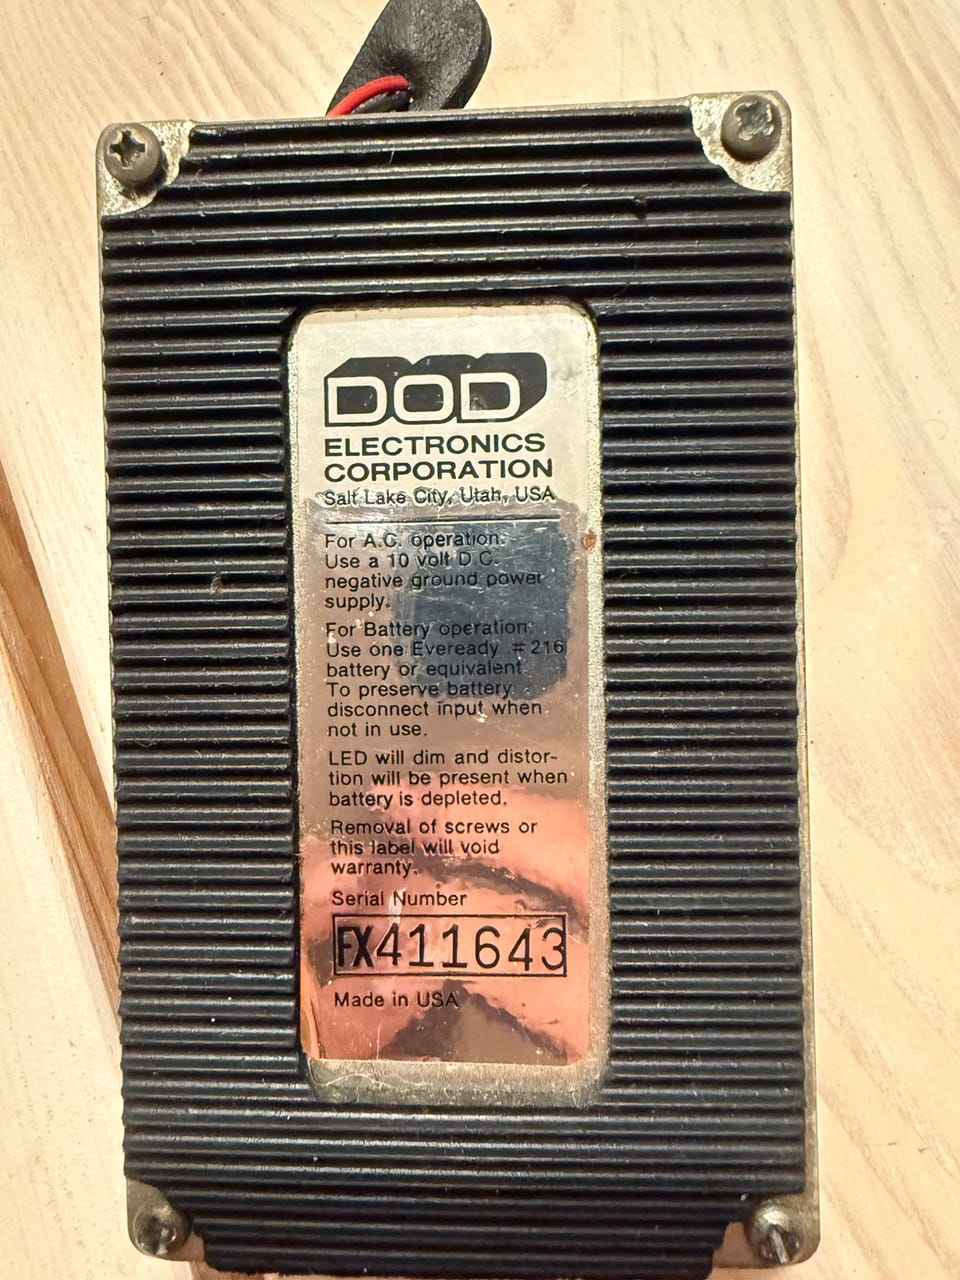 DOD
ELECTRONICS
CORPORATION
Salt Lake City, Utah, USA
For A.C. operation:
Use a 10 volt D.C.
negative ground power
supply.
For Battery operation:
Use one Eveready #216
battery or equivalent.
To preserve battery
disconnect input when
not in use.
LED will dim and distor-
tion will be present when
battery is depleted.
Removal of screws or
this label will void
warranty.
Serial Number
FX411643
Made in USA